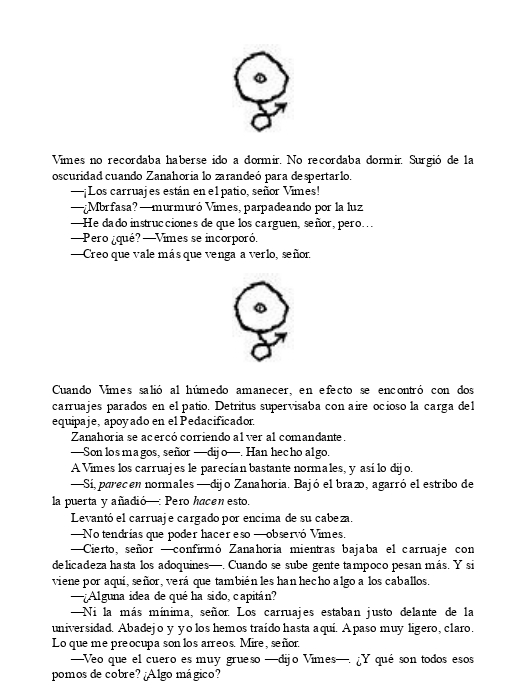 Vimes no recordaba haberse ido a dormir. No recordaba dormir. Surgió de la
oscuridad cuando Zanahoria lo zarandeó para despertarlo.
—¡Los carruajes están en el patio, señor Vimes!
—¿Mbrfasa? —murmuró Vimes, parpadeando por la luz
—He dado instrucciones de que los carguen, señor, pero…
—Pero ¿qué? —Vimes se incorporó.
—Creo que vale más que venga a verlo, señor.
Cuando Vimes salió al húmedo amanecer, en efecto se encontró con dos
carruajes parados en el patio. Detritus supervisaba con aire ocioso la carga del
equipaje, apoyado en el Pedacificador.
Zanahoria se acercó corriendo al ver al comandante.
—Son los magos, señor —dijo—. Han hecho algo.
A Vimes los carruajes le parecían bastante normales, y así lo dijo.
—Sí, parecen normales —dijo Zanahoria. Bajó el brazo, agarró el estribo de
la puerta y añadió—: Pero hacen esto.
Levantó el carruaje cargado por encima de su cabeza.
—No tendrías que poder hacer eso —observó Vimes.
—Cierto, señor —confirmó Zanahoria mientras bajaba el carruaje con
delicadeza hasta los adoquines—. Cuando se sube gente tampoco pesan más. Y si
viene por aquí, señor, verá que también les han hecho algo a los caballos.
—¿Alguna idea de qué ha sido, capitán?
—Ni la más mínima, señor. Los carruajes estaban justo delante de la
universidad. Abadejo y yo los hemos traído hasta aquí. A paso muy ligero, claro.
Lo que me preocupa son los arreos. Mire, señor.
—Veo que el cuero es muy grueso —dijo Vimes—. ¿Y qué son todos esos
pomos de cobre? ¿Algo mágico?